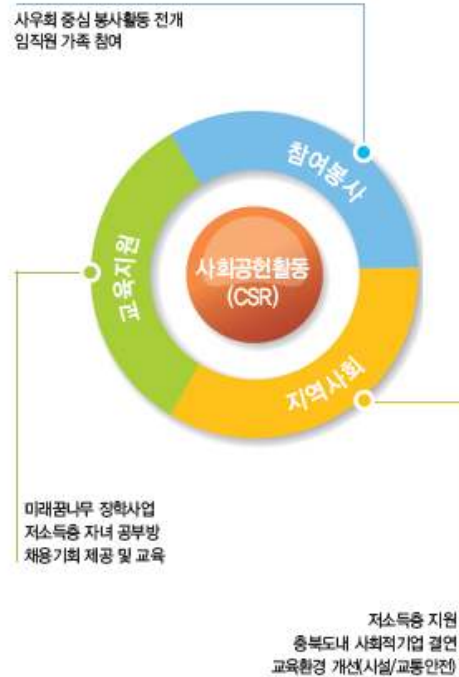 사우회 중심 봉사활동 전개
임직원 가족 참여
참여봉사
교육지원
사회공헌활동
(CSR)
지역사회
미래꿈나무 장학사업
저소득층 자녀 공부방
채용기회 제공 및 교육
저소득층 지원
충북도내 사회적기업 결연
교육환경 개선(시설/교통안전)